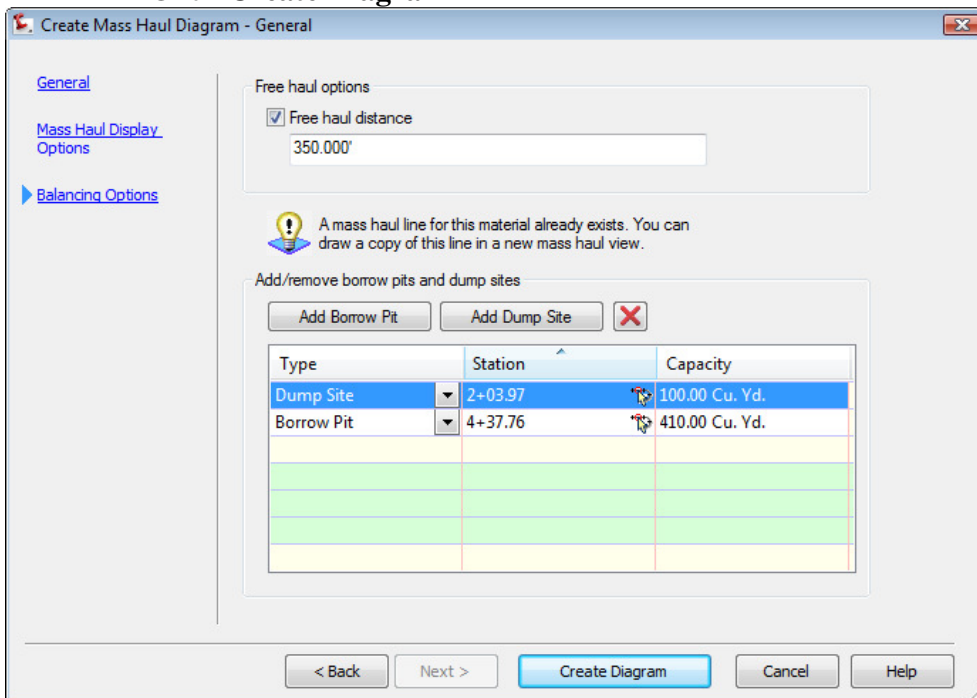 Create Mass Haul Diagram - General
General
Mass Haul Display
Options
Balancing Options
Free haul options
Free haul distance
350.000'
A mass haul line for this material already exists. You can
draw a copy of this line in a new mass haul view.
Add/remove borrow pits and dump sites
Add Borrow Pit Add Dump Site
Type Station Capacity
Dump Site 2+03.97 100.00 Cu. Yd.
Borrow Pit 4+37.76 410.00 Cu. Yd.
< Back Next > Create Diagram Cancel Help